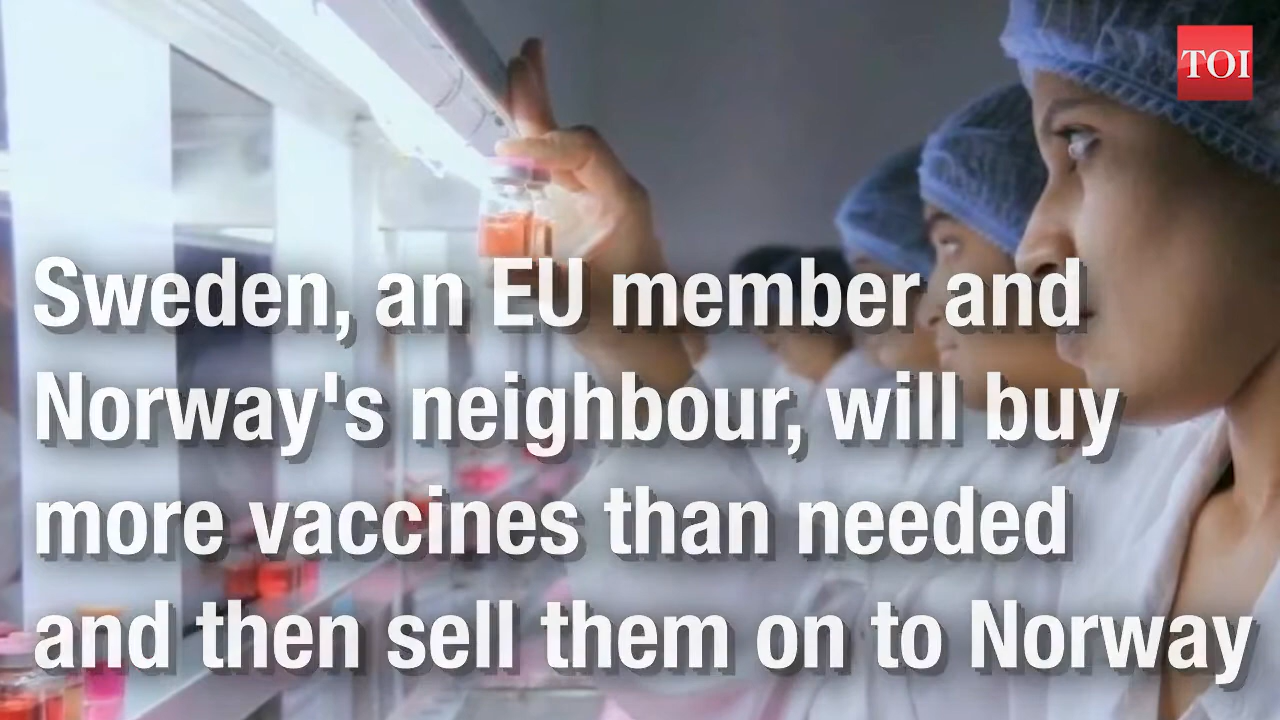 TOI
Sweden, an EU member and
Norway's neighbour, will buy
more vaccines than needed
and then sell them on to Norway